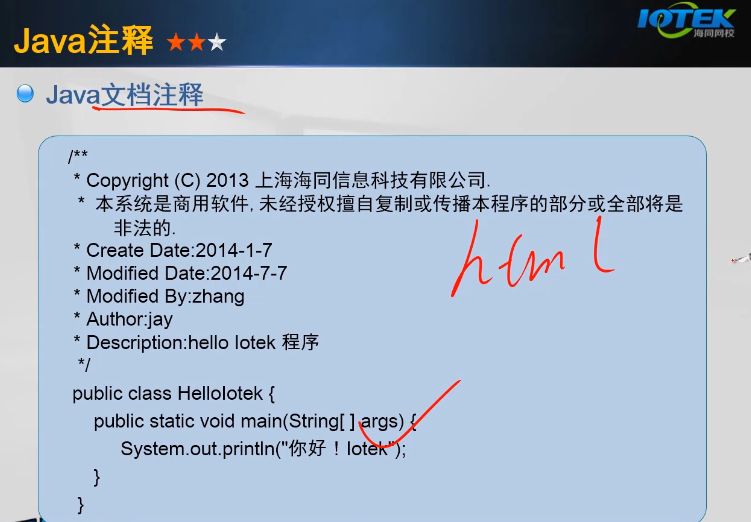 Java注释
IOTEK
海同网校
Java文档注释
/**
* Copyright (C) 2013 上海海同信息科技有限公司.
* 本系统是商用软件,未经授权擅自复制或传播本程序的部分或全部将是
非法的.
* Create Date:2014-1-7
* Modified Date:2014-7-7
* Modified By:zhang
* Author:jay
* Description:hello Iotek 程序
*/
html
public class HelloIotek {
public static void main(String[ ] args) {
System.out.println("你好！Iotek");
}
}